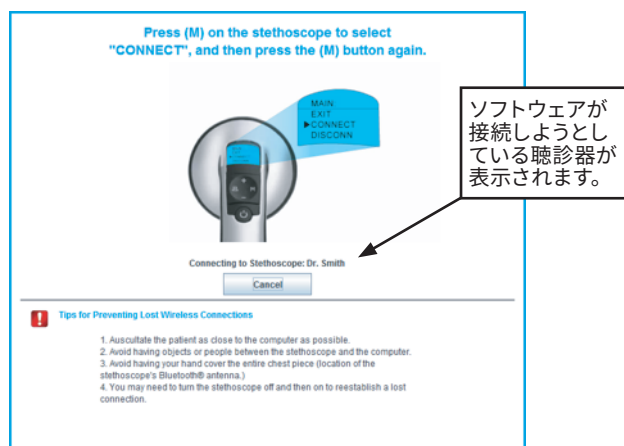 Press (M) on the stethoscope to select
"CONNECT", and then press the (M) button again.
MAIN
EXIT
▶CONNECT
DISCONN
ソフトウェアが
接続しようとし
ている聴診器が
表示されます。
Connecting to Stethoscope: Dr. Smith
Cancel
Tips for Preventing Lost Wireless Connections
1. Auscultate the patient as close to the computer as possible.
2. Avoid having objects or people between the stethoscope and the computer.
3. Avoid having your hand cover the entire chest piece (location of the
stethoscope's Bluetooth® antenna.)
4. You may need to turn the stethoscope off and then on to reestablish a lost
connection.